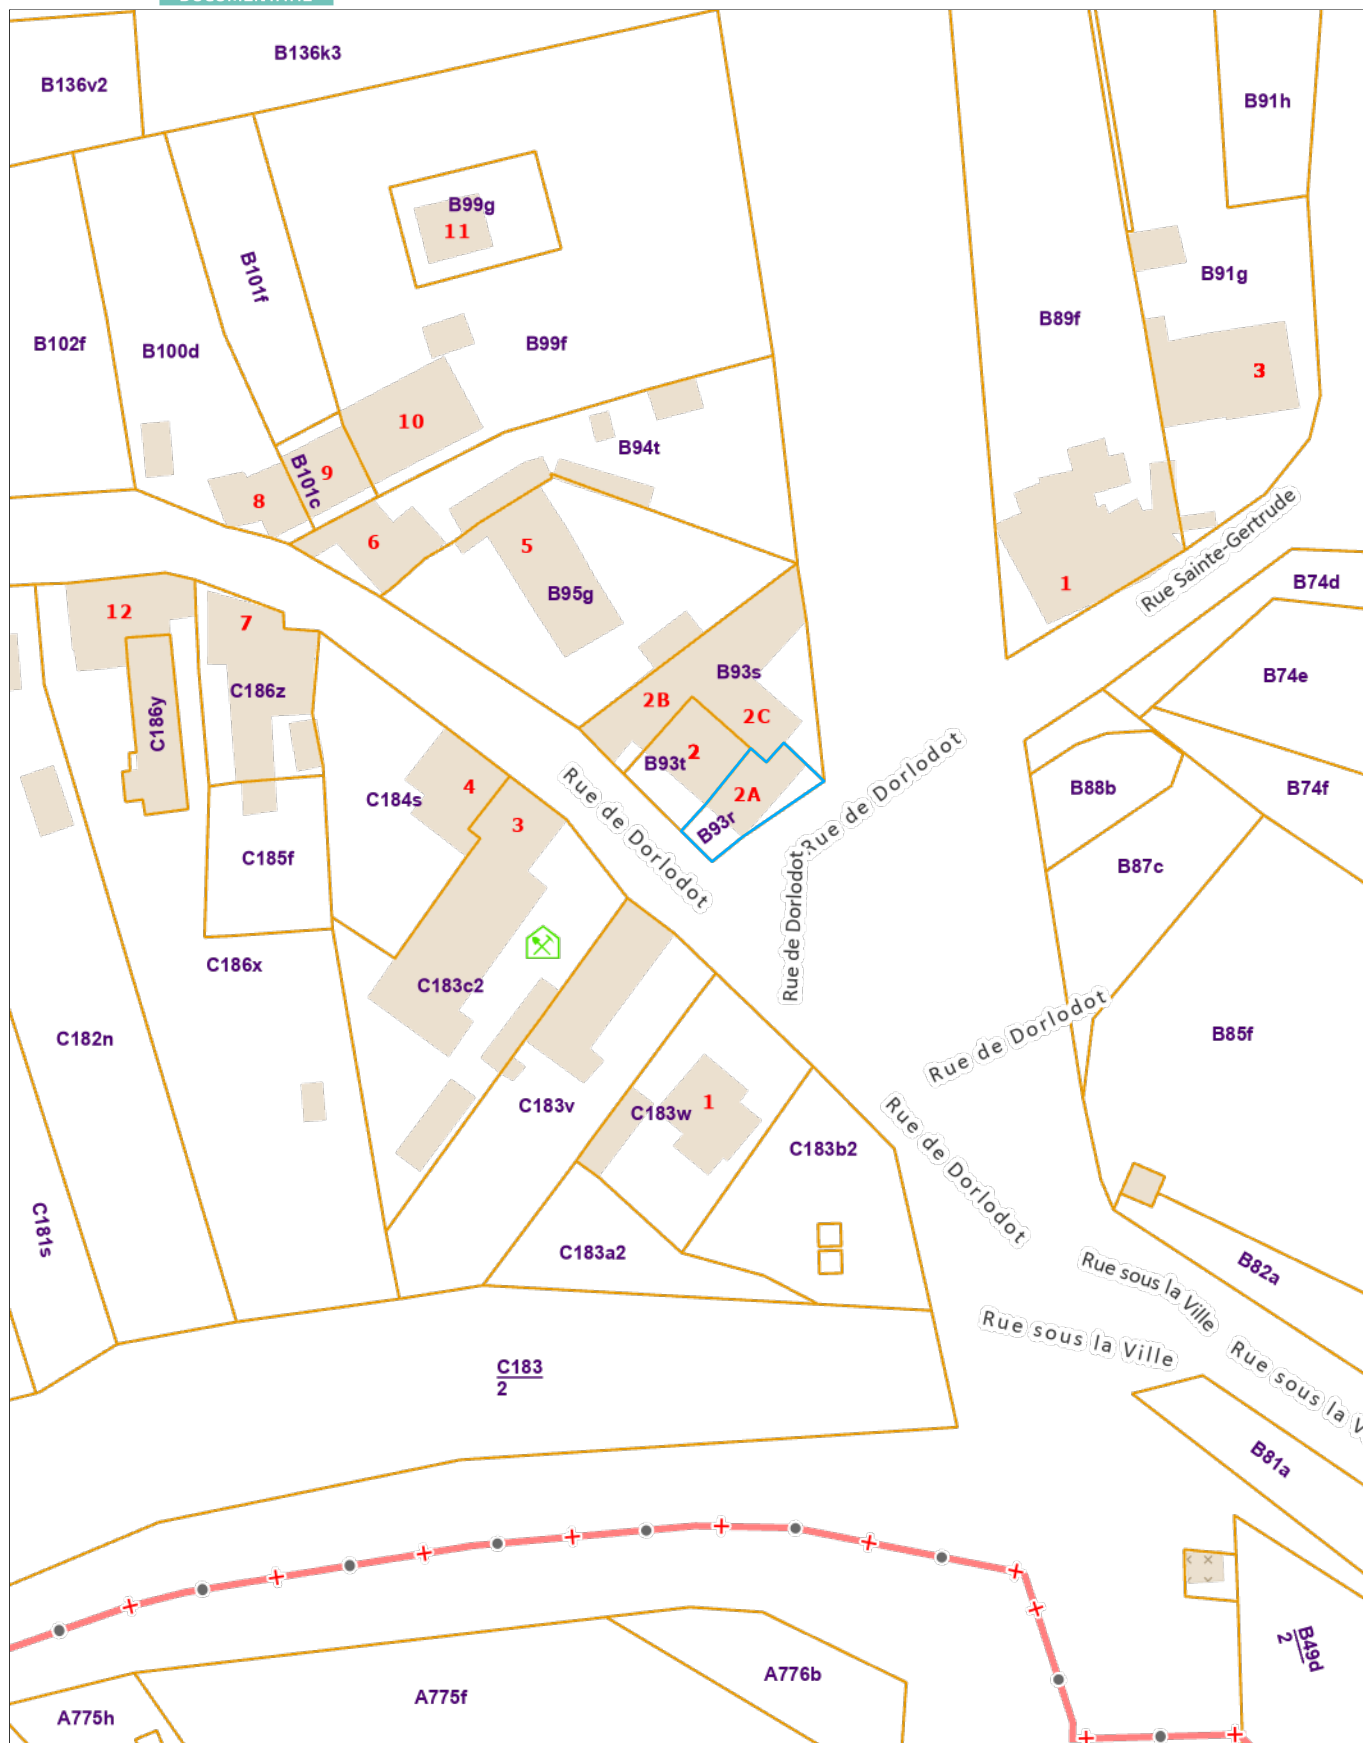 B136k3
B136v2
B91h
B99g
11
B101f
B91g
B89f
B102f
B100d
B99f
3
10
B94t
B101c
9
8
6
5
Rue Sainte-Gertrude
1
B74d
B95g
12
7
B93s
B74e
C186z
2B
C186y
2C
B93t
2
Rue de Dorlodot
4
C184s
2A
B88b
B74f
3
B93r
Rue de Dorlodot
C185f
B87c
Rue de Dorlodot
C186x
C183c2
Rue de Dorlodot
B85f
C182n
1
C183v
C183w
C183b2
Rue de Dorlodot
C181s
C183a2
B82a
Rue sous la Ville
Rue sous la Ville
C183
2
Rue sous la V
B81a
B49d
2
A776b
A775f
A775h